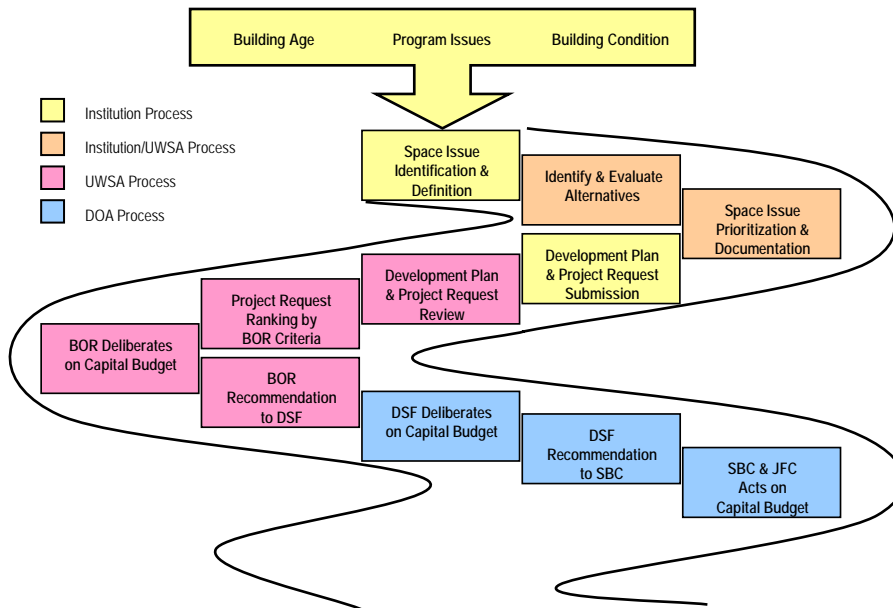 Building Age Program Issues Building Condition
Institution Process
Institution/UWSA Process
UWSA Process
DOA Process
Space Issue
Identification &
Definition
Identify & Evaluate
Alternatives
Space Issue
Prioritization &
Documentation
Development Plan
& Project Request
Submission
Development Plan
& Project Request
Review
Project Request
Ranking by
BOR Criteria
BOR Deliberates
on Capital Budget
BOR
Recommendation
to DSF
DSF Deliberates
on Capital Budget
DSF
Recommendation
to SBC
SBC & JFC
Acts on
Capital Budget